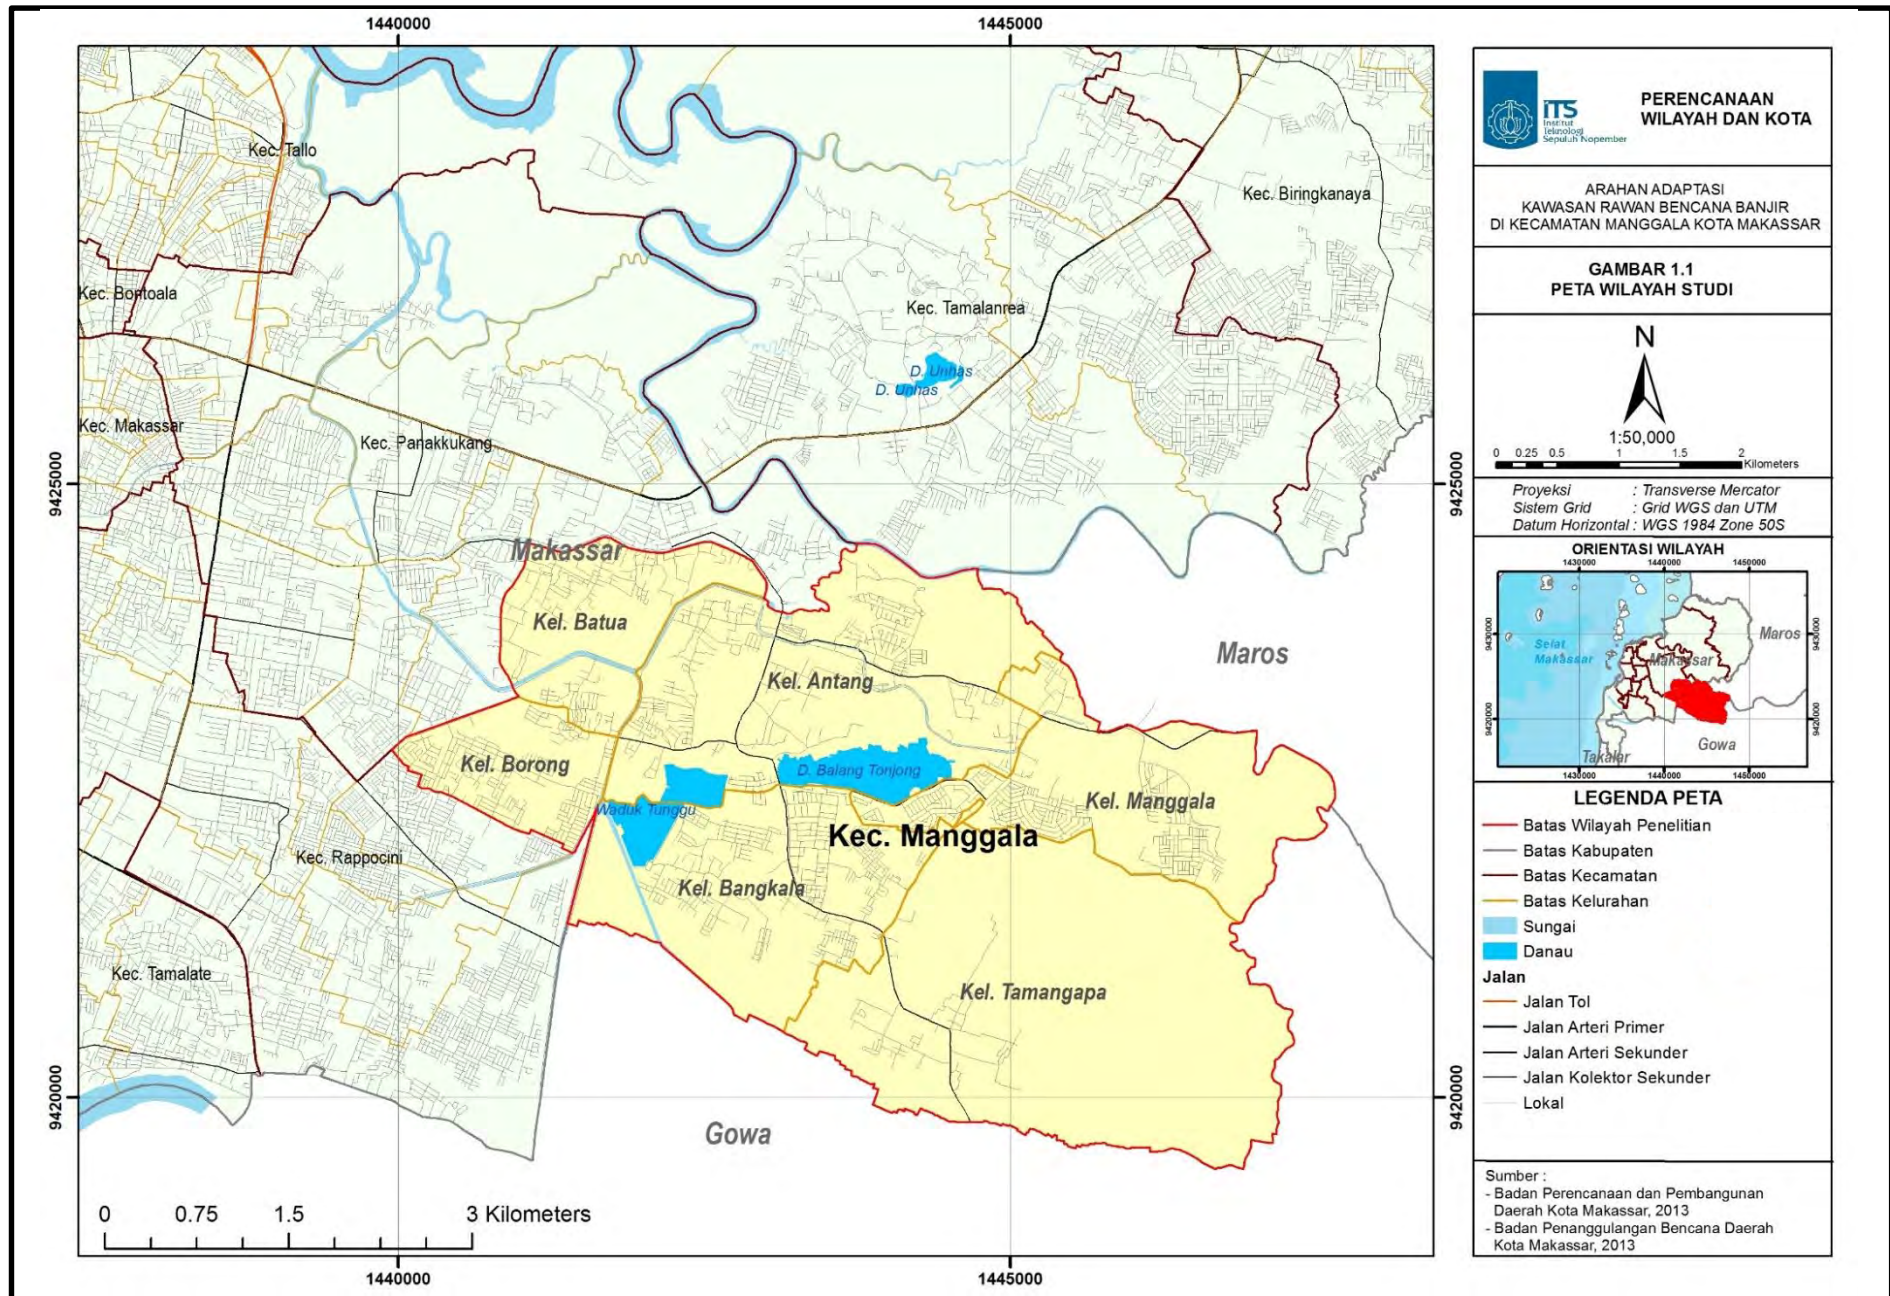 1440000
1445000
Kec. Tallo
Kec. Biringkanaya
Kec. Bontoala
Kec. Tamalanrea
D. Unhas
D. Unhas
Kec. Makassar
Kec. Panakkukang
9425000
9425000
Makassar
Kel. Batua
Maros
Kel. Antang
Kel. Borong
D. Balang Tonjong
Waduk Tunggu
Kel. Manggala
Kec. Manggala
Kec. Rappocini
Kel. Bangkala
Kec. Tamalate
Kel. Tamangapa
9420000
9420000
Gowa
0 0.75 1.5 3 Kilometers
1440000
1445000
ITS
Institut
Teknologi
Sepuluh Nopember
PERENCANAAN
WILAYAH DAN KOTA
ARAHAN ADAPTASI
KAWASAN RAWAN BENCANA BANJIR
DI KECAMATAN MANGGALA KOTA MAKASSAR
GAMBAR 1.1
PETA WILAYAH STUDI
N
1:50,000
0 0.25 0.5 1 1.5 2
Kilometers
Proyeksi : Transverse Mercator
Sistem Grid : Grid WGS dan UTM
Datum Horizontal : WGS 1984 Zone 50S
ORIENTASI WILAYAH
1430000 1440000 1450000
9430000
9430000
Selat
Makassar
Makassar
Maros
9420000
9420000
Gowa
Takalar
1430000 1440000 1450000
LEGENDA PETA
Batas Wilayah Penelitian
Batas Kabupaten
Batas Kecamatan
Batas Kelurahan
Sungai
Danau
Jalan
Jalan Tol
Jalan Arteri Primer
Jalan Arteri Sekunder
Jalan Kolektor Sekunder
Lokal
Sumber :
- Badan Perencanaan dan Pembangunan
Daerah Kota Makassar, 2013
- Badan Penanggulangan Bencana Daerah
Kota Makassar, 2013